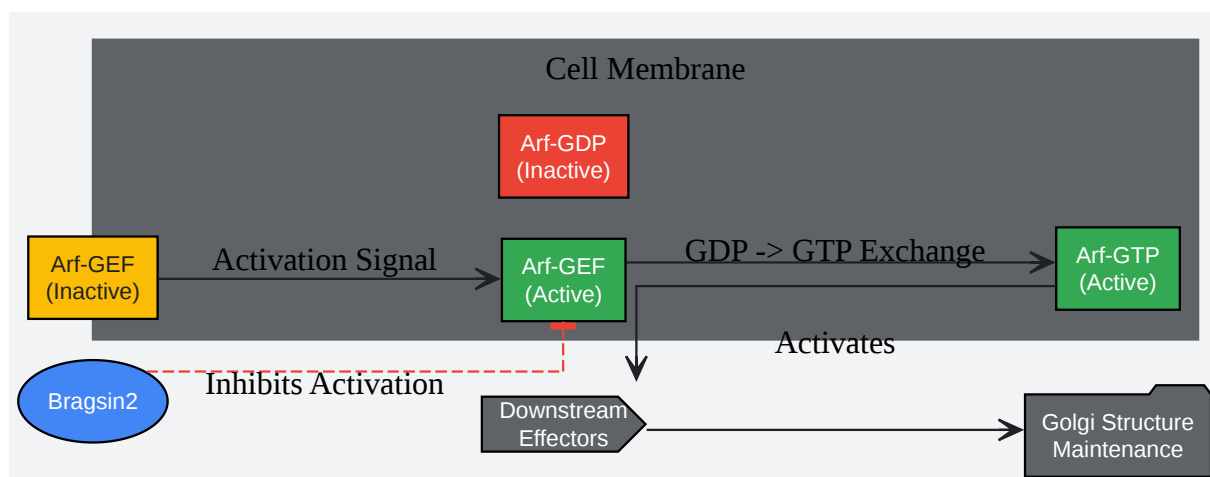 Cell Membrane
Arf-GDP
(Inactive)
Arf-GEF
(Inactive)
Activation Signal
Arf-GEF
(Active)
GDP -> GTP Exchange
Arf-GTP
(Active)
Activates
Bragsin2
Inhibits Activation
Downstream
Effectors
Golgi Structure
Maintenance